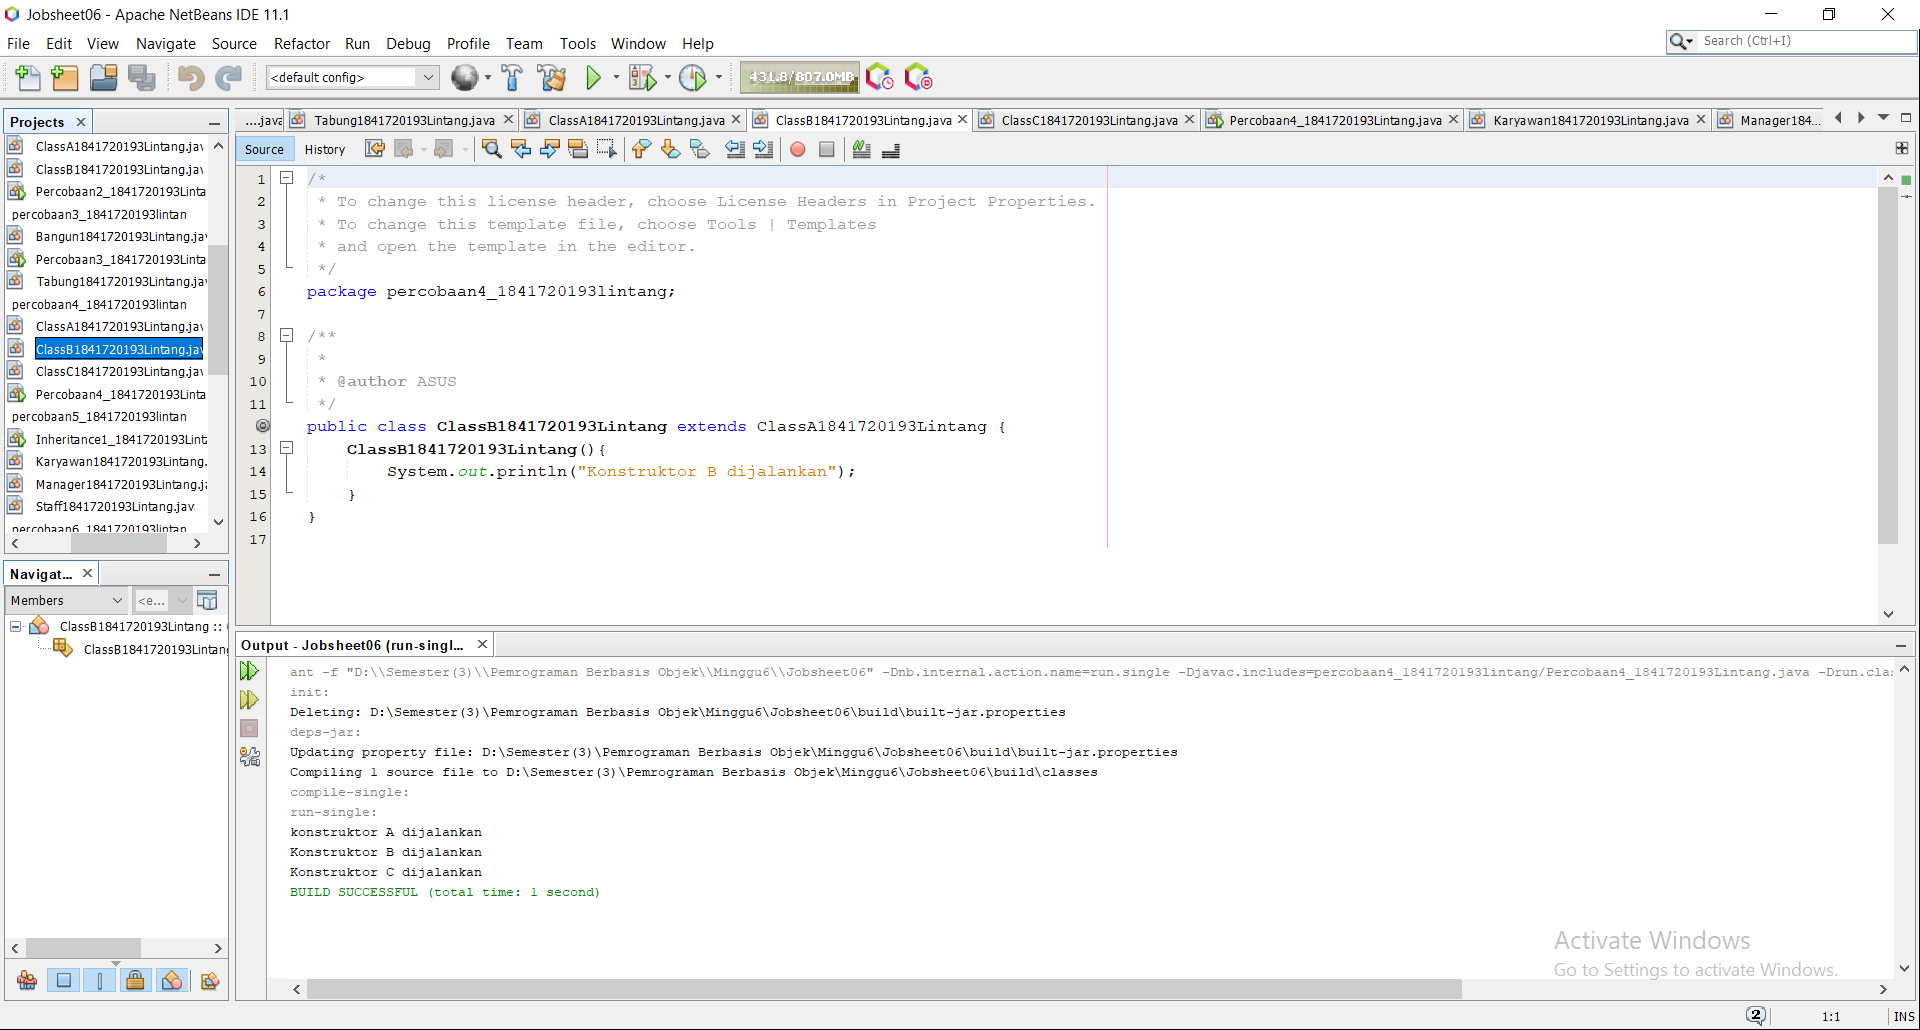 Jobsheet06 - Apache NetBeans IDE 11.1
File Edit View Navigate Source Refactor Run Debug Profile Team Tools Window Help
Search (Ctrl+I)
<default config>
431.8/807.0MB
Projects
ClassA1841720193Lintang.jav
ClassB1841720193Lintang.jav
Percobaan2_1841720193Linta
percobaan3_1841720193lintan
Bangun1841720193Lintang.jav
Percobaan3_1841720193Linta
Tabung1841720193Lintang.jav
percobaan4_1841720193lintan
ClassA1841720193Lintang.jav
ClassB1841720193Lintang.jav
ClassC1841720193Lintang.jav
Percobaan4_1841720193Linta
percobaan5_1841720193lintan
Inheritance1_1841720193Lint
Karyawan1841720193Lintang.
Manager1841720193Lintang.j
Staff1841720193Lintang.jav
percobaan6_1841720193lintan
Navigat...
Members
<e...
ClassB1841720193Lintang ::
ClassB1841720193Lintang
....java Tabung1841720193Lintang.java ClassA1841720193Lintang.java ClassB1841720193Lintang.java ClassC1841720193Lintang.java Percobaan4_1841720193Lintang.java Karyawan1841720193Lintang.java Manager184...
Source History
1 /*
2 * To change this license header, choose License Headers in Project Properties.
3 * To change this template file, choose Tools | Templates
4 * and open the template in the editor.
5 */
6 package percobaan4_1841720193lintang;
7
8 /**
9 *
10 * @author ASUS
11 */
public class ClassB1841720193Lintang extends ClassA1841720193Lintang {
13 ClassB1841720193Lintang(){
14 System.out.println("Konstruktor B dijalankan");
15 }
16 }
17
Output - Jobsheet06 (run-singl...
ant -f "D:\\Semester(3)\\Pemrograman Berbasis Objek\\Minggu6\\Jobsheet06" -Dnb.internal.action.name=run.single -Djavac.includes=percobaan4_1841720193lintang/Percobaan4_1841720193Lintang.java -Drun.clas
init:
Deleting: D:\Semester(3)\Pemrograman Berbasis Objek\Minggu6\Jobsheet06\build\built-jar.properties
deps-jar:
Updating property file: D:\Semester(3)\Pemrograman Berbasis Objek\Minggu6\Jobsheet06\build\built-jar.properties
Compiling 1 source file to D:\Semester(3)\Pemrograman Berbasis Objek\Minggu6\Jobsheet06\build\classes
compile-single:
run-single:
konstruktor A dijalankan
Konstruktor B dijalankan
Konstruktor C dijalankan
BUILD SUCCESSFUL (total time: 1 second)
Activate Windows
Go to Settings to activate Windows.
2
1:1
INS